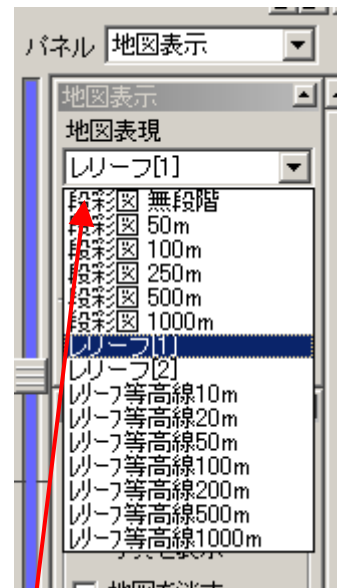 パネル 地図表示
地図表示
地図表現
レリーフ[1]
段彩図 無段階
段彩図 50m
段彩図 100m
段彩図 250m
段彩図 500m
段彩図 1000m
レリーフ[1]
レリーフ[2]
ﾚﾘｰﾌ等高線10m
ﾚﾘｰﾌ等高線20m
ﾚﾘｰﾌ等高線50m
ﾚﾘｰﾌ等高線100m
ﾚﾘｰﾌ等高線200m
ﾚﾘｰﾌ等高線500m
ﾚﾘｰﾌ等高線1000m